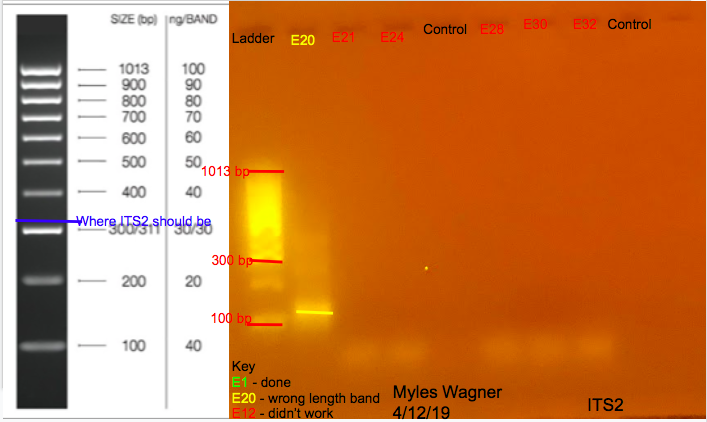 SIZE (bp) ng/BAND
1013 100
900 90
800 80
700 70
600 60
500 50
400 40
Where ITS2 should be
300/311 30/30
200 20
100 40
Ladder E20 E21 E24 Control E28 E30 E32 Control
1013 bp
300 bp
100 bp
Key
E1 - done
E20 - wrong length band
E12 - didn't work
Myles Wagner
4/12/19
ITS2